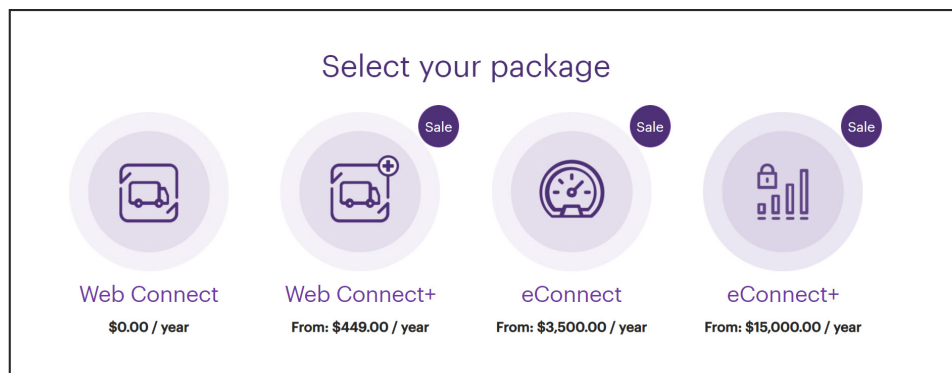 Select your package
Sale
Sale
Sale
Web Connect
Web Connect+
eConnect
eConnect+
$0.00 / year
From: $449.00 / year
From: $3,500.00 / year
From: $15,000.00 / year